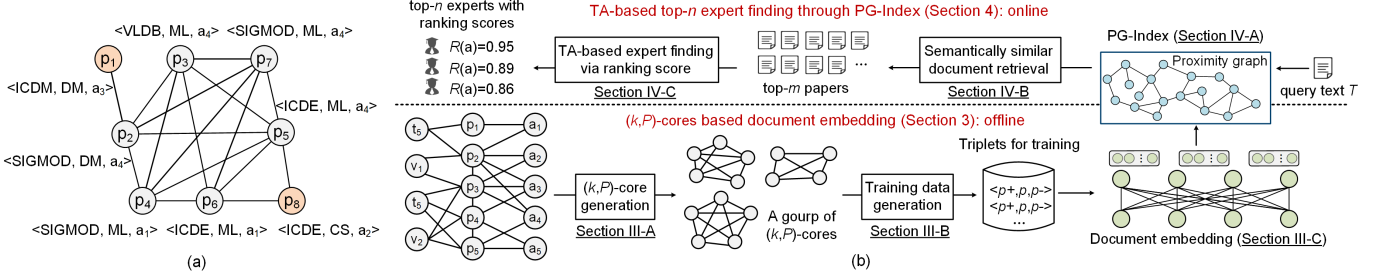 <VLDB, ML, a4> <SIGMOD, ML, a4>
p1
p3
p7
<ICDM, DM, a3>
<ICDE, ML, a4>
p2
p5
<SIGMOD, DM, a4>
p4
p6
p8
<SIGMOD, ML, a1> <ICDE, ML, a1> <ICDE, CS, a2>
(a)
top-n experts with
ranking scores
R(a)=0.95
R(a)=0.89
R(a)=0.86
TA-based top-n expert finding through PG-Index (Section 4): online
TA-based expert finding
via ranking score
Section IV-C
...
top-m papers
Semantically similar
document retrieval
Section IV-B
PG-Index (Section IV-A)
Proximity graph
query text T
(k,P)-cores based document embedding (Section 3): offline
t5
v1
t5
v2
p1
p2
p3
p4
p5
a1
a2
a3
a4
a5
(k,P)-core
generation
Section III-A
A gourp of
(k,P)-cores
Training data
generation
Section III-B
Triplets for training
<p+,p,p->
<p+,p,p->
...
Document embedding (Section III-C)
(b)